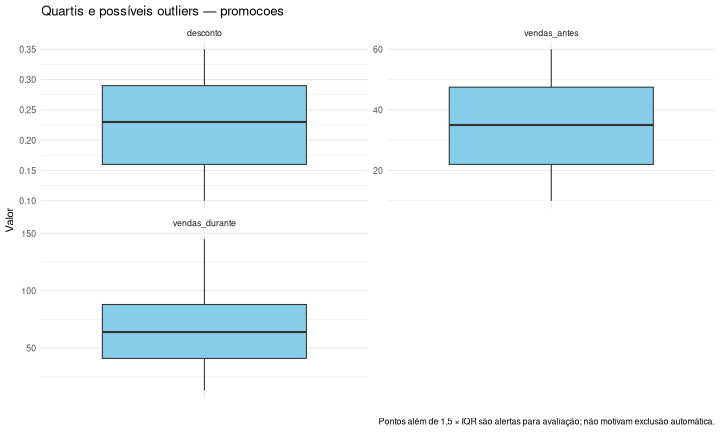 Quartis e possíveis outliers — promocoes
desconto
vendas_antes
0.35
0.30
0.25
0.20
0.15
0.10
60
40
20
Valor
vendas_durante
150
100
50
Pontos além de 1,5 × IQR são alertas para avaliação; não motivam exclusão automática.